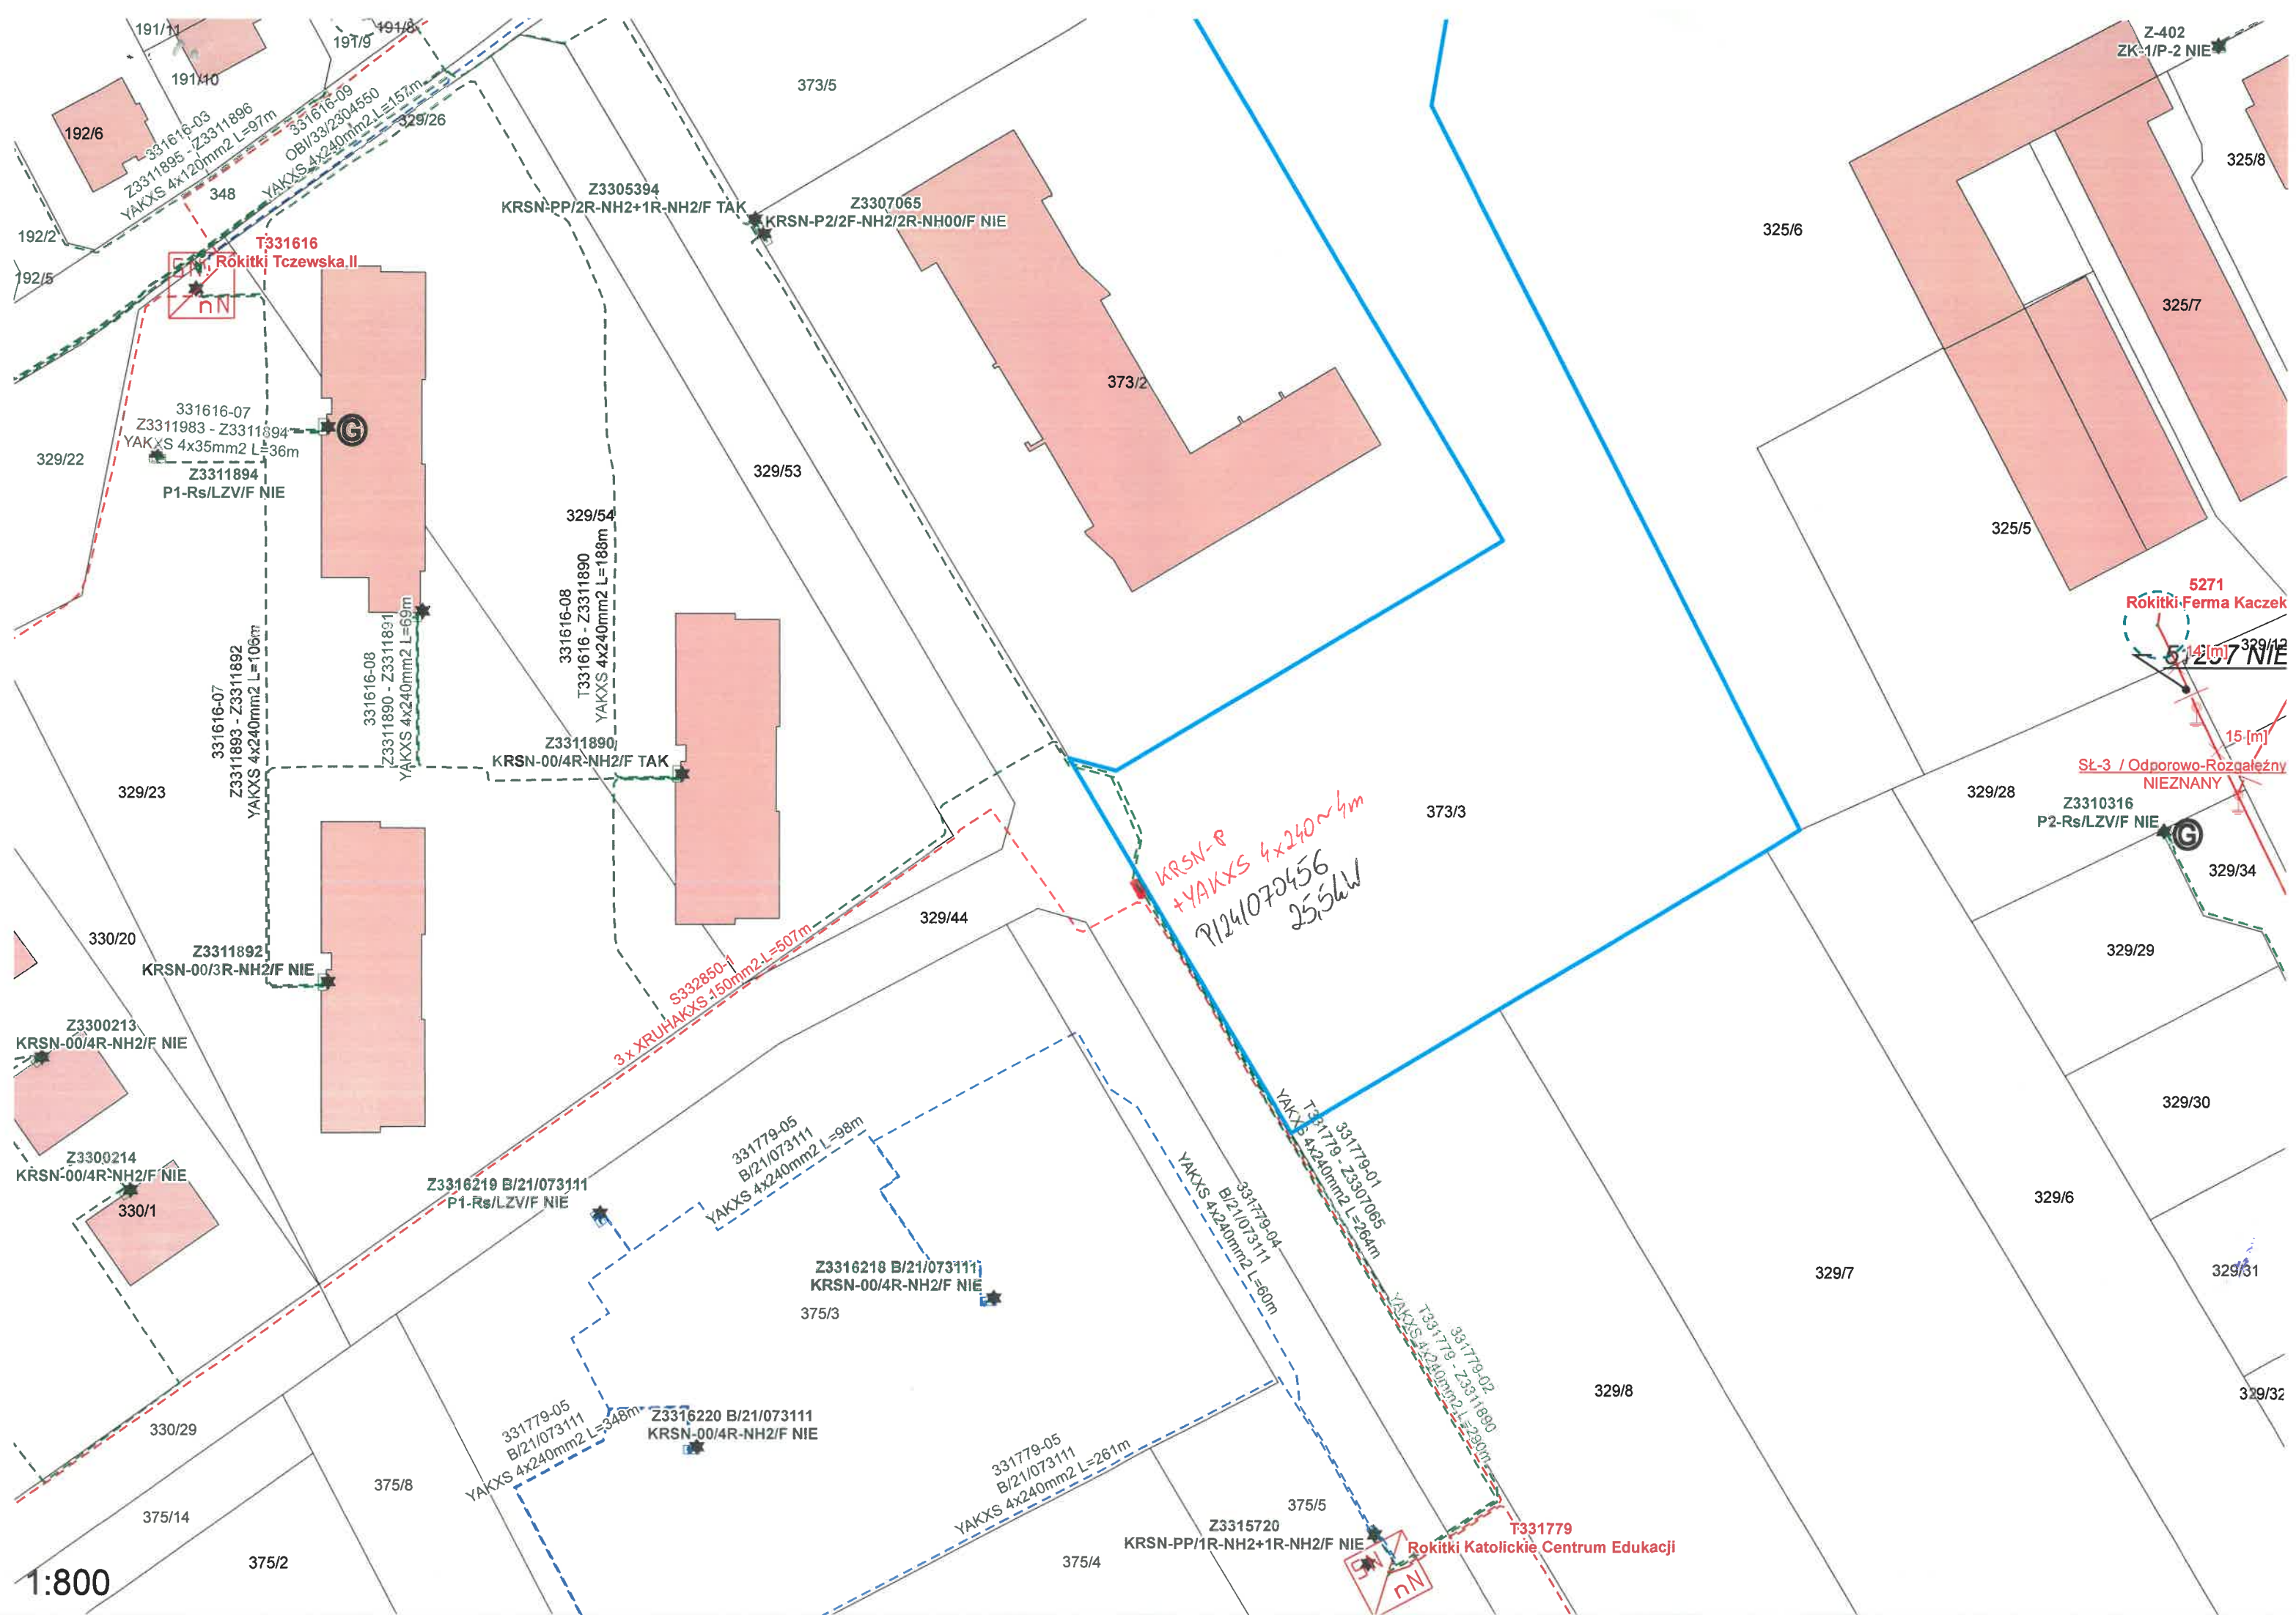 191/11
191/9
191/8
191/10
192/6
331616-03
Z3311895 - Z3311896
YAKXS 4x120mm2 L=97m
331616-09
OBI/33/2304550
YAKXS 4x240mm2 L=157m
329/26
348
192/2
192/5
T331616
Rokitki Tczewska II
SN
nN
373/5
Z3305394
KRSN-PP/2R-NH2+1R-NH2/F TAK
Z3307065
KRSN-P2/2F-NH2/2R-NH00/F NIE
Z-402
ZK-1/P-2 NIE
325/8
325/6
325/7
373/2
331616-07
Z3311983 - Z3311894
YAKXS 4x35mm2 L=36m
G
329/22
Z3311894
P1-Rs/LZV/F NIE
329/53
329/54
331616-08
T331616 - Z3311890
YAKXS 4x240mm2 L=188m
325/5
5271
Rokitki Ferma Kaczek
329/12
14 [m]
331616-07
Z3311893 - Z3311892
YAKXS 4x240mm2 L=106m
331616-08
Z3311890 - Z3311891
YAKXS 4x240mm2 L=69m
Z3311890
KRSN-00/4R-NH2/F TAK
15 [m]
SŁ-3 / Odporowo-Rozgałęźny
NIEZNANY
329/23
329/28
Z3310316
P2-Rs/LZV/F NIE
G
373/3
KRSN-P
+YAKXS 4x240~4m
P/24/070456
25,5kW
329/34
329/44
330/20
Z3311892
KRSN-00/3R-NH2/F NIE
S332850-1
3 x XRUHAKXS 150mm2 L=507m
329/29
Z3300213
KRSN-00/4R-NH2/F NIE
329/30
Z3300214
KRSN-00/4R-NH2/F NIE
330/1
331779-05
B/21/073111
YAKXS 4x240mm2 L=98m
Z3316219 B/21/073111
P1-Rs/LZV/F NIE
331779-04
B/21/073111
YAKXS 4x240mm2 L=60m
331779-01
T331779 - Z3307065
YAKXS 4x240mm2 L=264m
329/6
Z3316218 B/21/073111
KRSN-00/4R-NH2/F NIE
375/3
329/7
329/31
331779-02
T331779 - Z3311890
YAKXS 4x240mm2 L=290m
329/8
329/32
330/29
331779-05
B/21/073111
YAKXS 4x240mm2 L=348m
Z3316220 B/21/073111
KRSN-00/4R-NH2/F NIE
331779-05
B/21/073111
YAKXS 4x240mm2 L=261m
375/8
375/14
375/5
Z3315720
KRSN-PP/1R-NH2+1R-NH2/F NIE
T331779
Rokitki Katolickie Centrum Edukacji
SN
nN
375/2
375/4
1:800